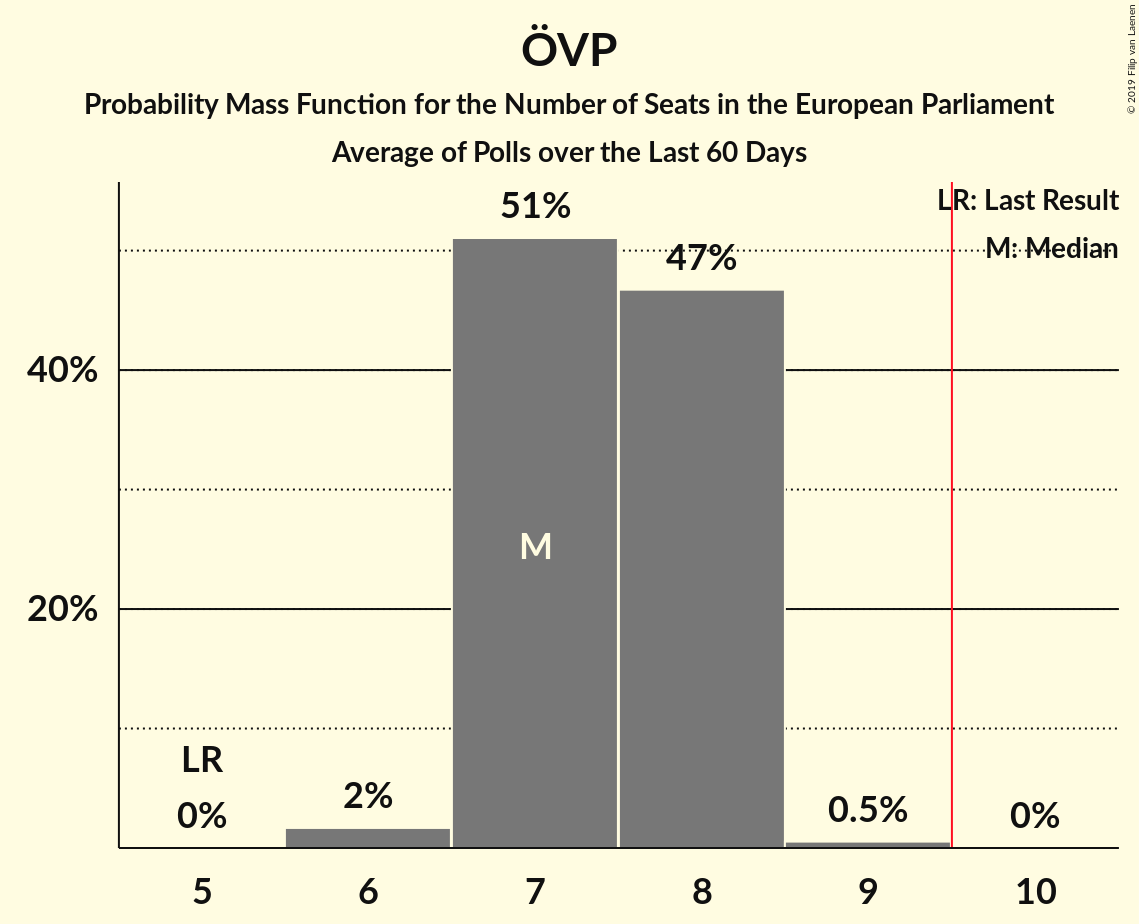 ÖVP
Probability Mass Function for the Number of Seats in the European Parliament
Average of Polls over the Last 60 Days
© 2019 Filip van Laenen
LR: Last Result
M: Median
51%
47%
40%
M
20%
LR
0%
2%
0.5%
0%
5 6 7 8 9 10